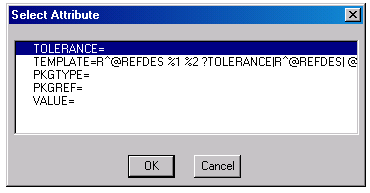 Select Attribute
TOLERANCE=
TEMPLATE=R^@REFDES %1 %2 ?TOLERANCE|R^@REFDES| @
PKGTYPE=
PKGREF=
VALUE=
OK
Cancel